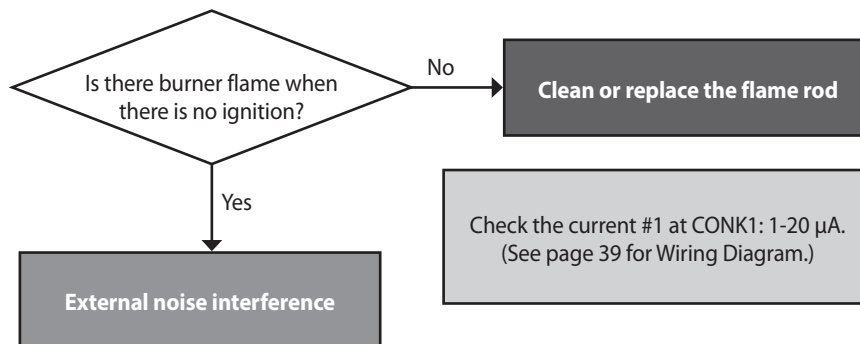 Is there burner flame when
there is no ignition?
No
Clean or replace the flame rod
Yes
Check the current #1 at CONK1: 1-20 µA.
(See page 39 for Wiring Diagram.)
External noise interference